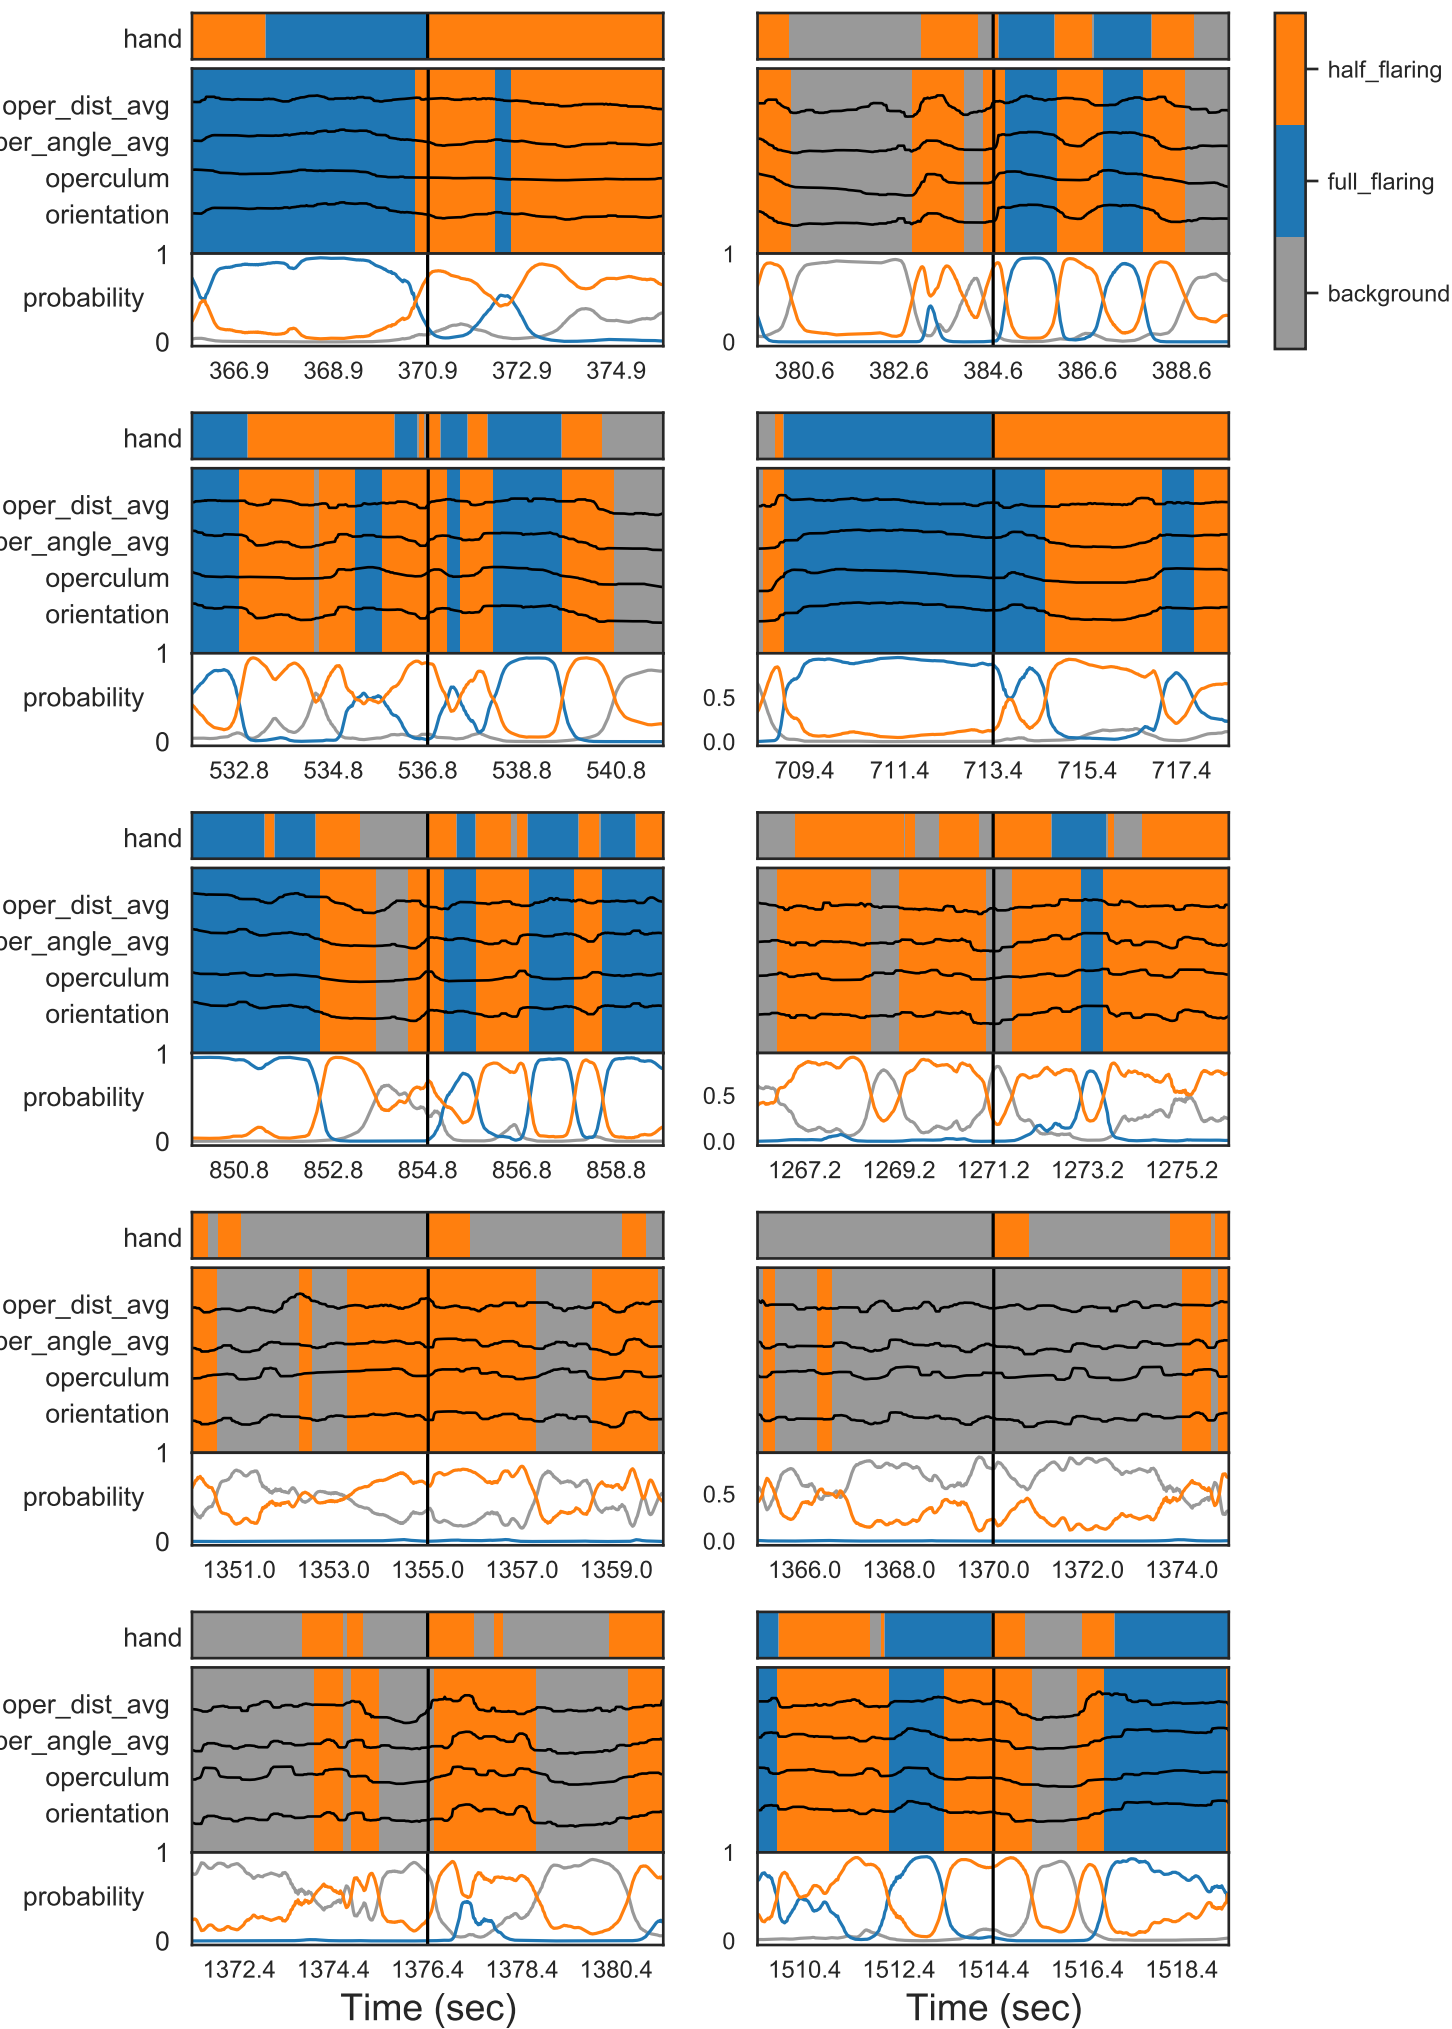 hand
oper_dist_avg
per_angle_avg
operculum
orientation
1
probability
0
366.9 368.9 370.9 372.9 374.9
1
0
380.6 382.6 384.6 386.6 388.6
half_flaring
full_flaring
background
hand
oper_dist_avg
per_angle_avg
operculum
orientation
1
probability
0
532.8 534.8 536.8 538.8 540.8
0.5
0.0
709.4 711.4 713.4 715.4 717.4
hand
oper_dist_avg
per_angle_avg
operculum
orientation
1
probability
0
850.8 852.8 854.8 856.8 858.8
0.5
0.0
1267.2 1269.2 1271.2 1273.2 1275.2
hand
oper_dist_avg
per_angle_avg
operculum
orientation
1
probability
0
1351.0 1353.0 1355.0 1357.0 1359.0
0.5
0.0
1366.0 1368.0 1370.0 1372.0 1374.0
hand
oper_dist_avg
per_angle_avg
operculum
orientation
1
probability
0
1372.4 1374.4 1376.4 1378.4 1380.4
Time (sec)
1
0
1510.4 1512.4 1514.4 1516.4 1518.4
Time (sec)